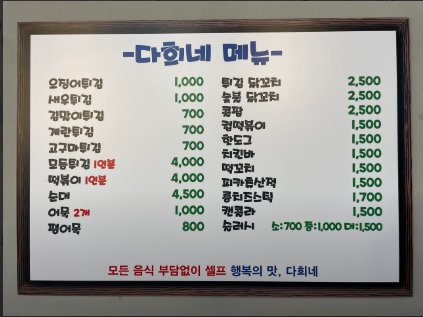 -다희네 메뉴-
오징어튀김 1,000
새우튀김 1,000
김말이튀김 700
계란튀김 700
고구마튀김 700
모듬튀김 1인분 4,000
떡볶이 1인분 4,000
순대 4,500
어묵 2개 1,000
평어묵 800
튀김 닭꼬치 2,500
숯불 닭꼬치 2,500
콜팝 2,500
컵떡볶이 1,500
핫도그 1,500
치킨바 1,500
떡꼬치 1,500
피카츄산적 1,500
롱치즈스틱 1,700
캔콜라 1,500
슬러시 소:700 중:1,000 대:1,500
모든 음식 부담없이 셀프 행복의 맛, 다희네